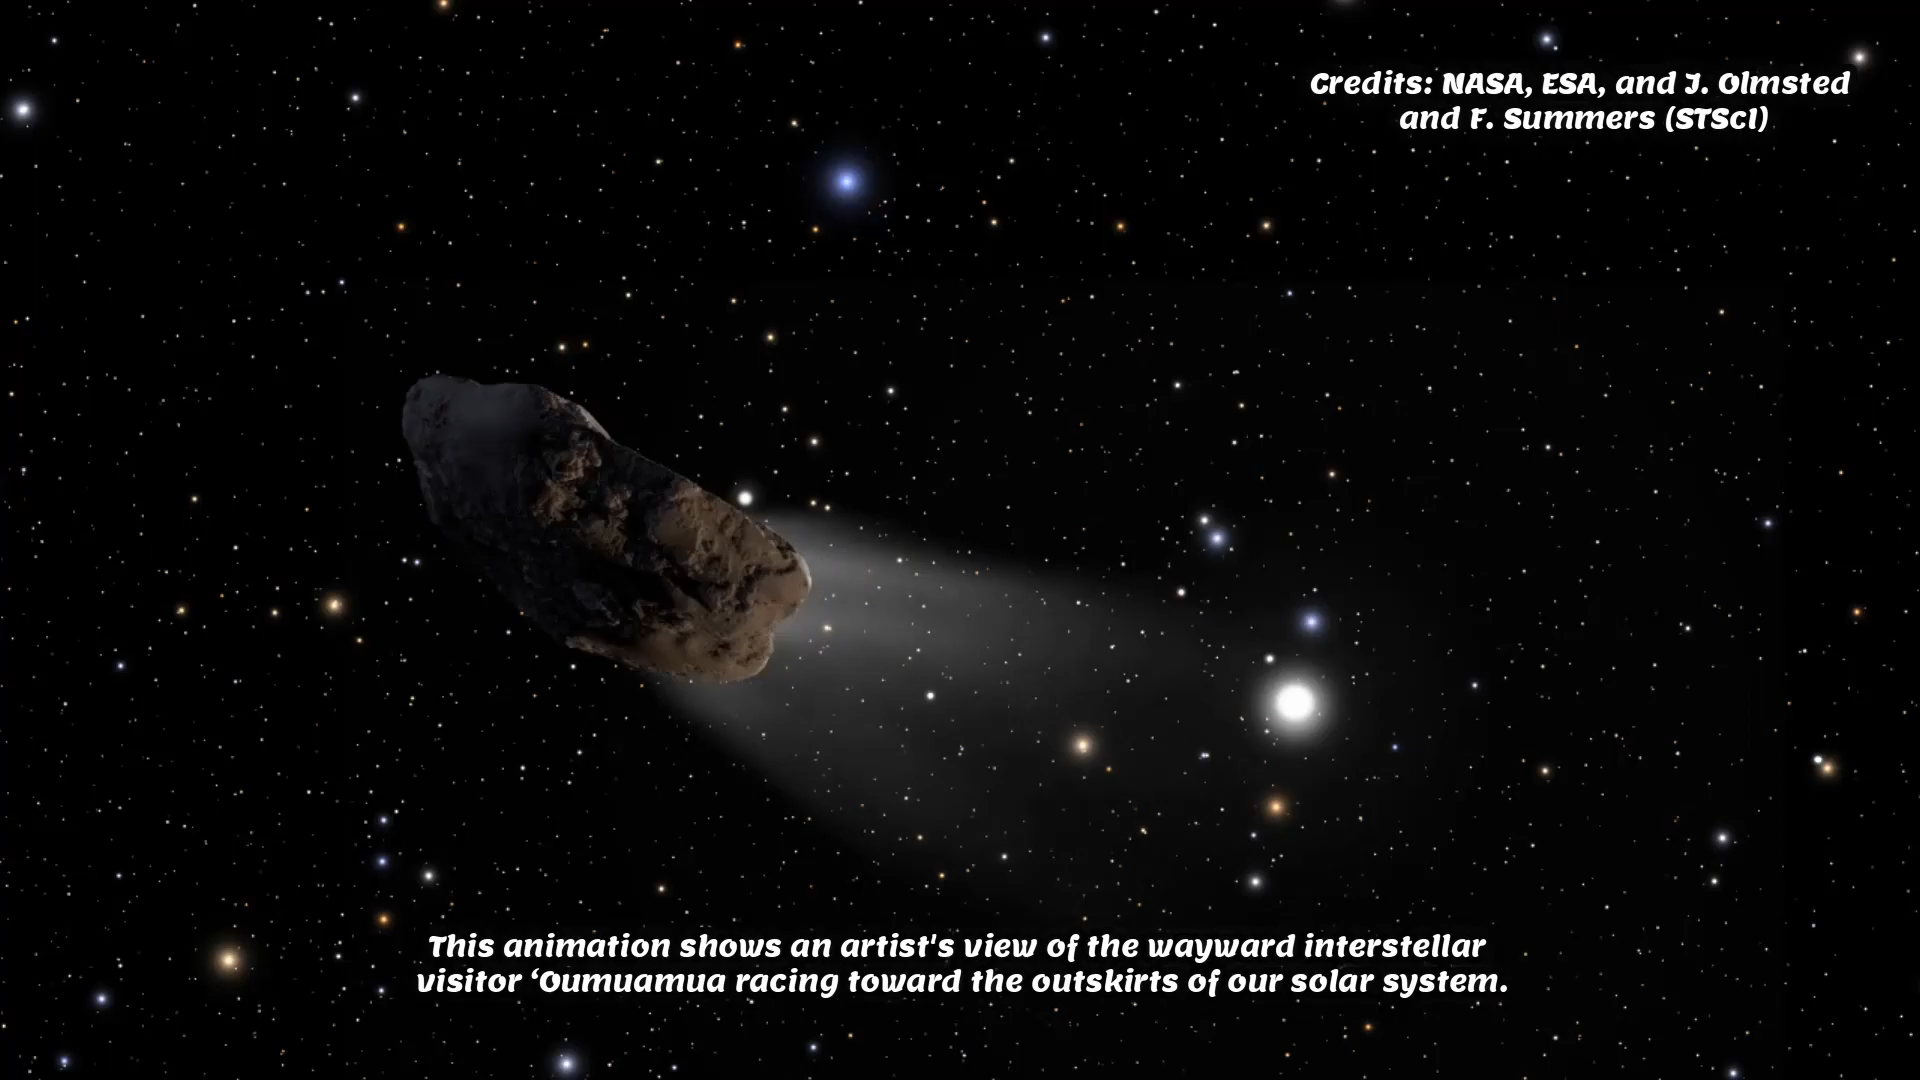 Credits: NASA, ESA, and J. Olmsted
and F. Summers (STScI)
This animation shows an artist's view of the wayward interstellar
visitor ‘Oumuamua racing toward the outskirts of our solar system.